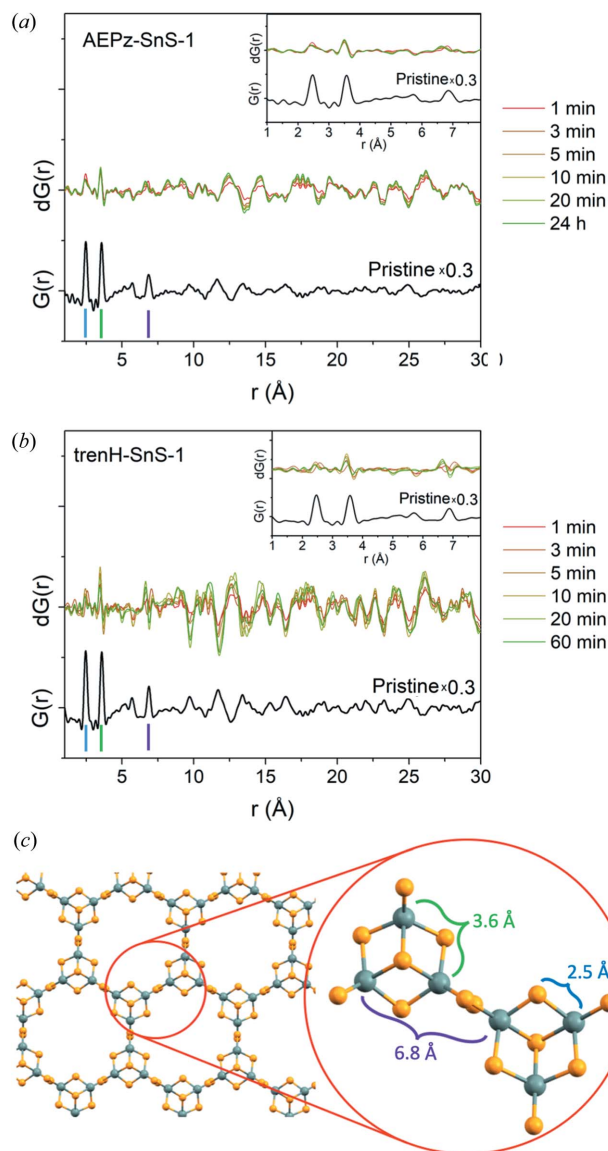 (a)
AEPz-SnS-1
dG(r)
G(r)
Pristine ×0.3
1 2 3 4 5 6 7
r (Å)
1 min
3 min
5 min
10 min
20 min
24 h
dG(r)
G(r)
Pristine ×0.3
5 10 15 20 25 30
r (Å)
(b)
trenH-SnS-1
dG(r)
G(r)
Pristine ×0.3
1 2 3 4 5 6 7
r (Å)
1 min
3 min
5 min
10 min
20 min
60 min
dG(r)
G(r)
Pristine ×0.3
5 10 15 20 25 30
r (Å)
(c)
3.6 Å
2.5 Å
6.8 Å